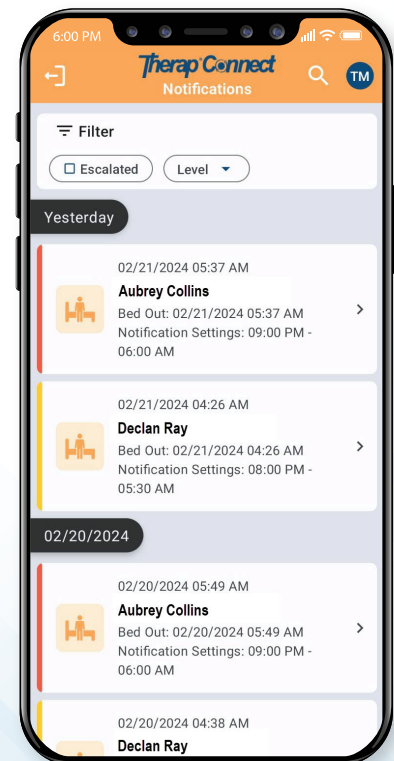 6:00 PM
Therap Connect
Notifications
TM
Filter
Escalated
Level
Yesterday
02/21/2024 05:37 AM
Aubrey Collins
Bed Out: 02/21/2024 05:37 AM
Notification Settings: 09:00 PM -
06:00 AM
02/21/2024 04:26 AM
Declan Ray
Bed Out: 02/21/2024 04:26 AM
Notification Settings: 08:00 PM -
05:30 AM
02/20/2024
02/20/2024 05:49 AM
Aubrey Collins
Bed Out: 02/20/2024 05:49 AM
Notification Settings: 09:00 PM -
06:00 AM
02/20/2024 04:38 AM
Declan Ray